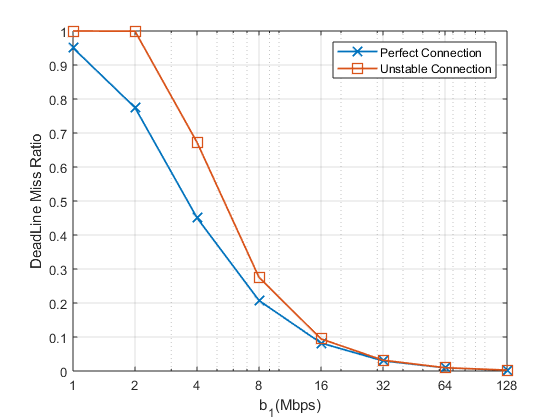 1
0.9
0.8
0.7
0.6
0.5
0.4
0.3
0.2
0.1
0
DeadLine Miss Ratio
Perfect Connection
Unstable Connection
1 2 4 8 16 32 64 128
b1(Mbps)